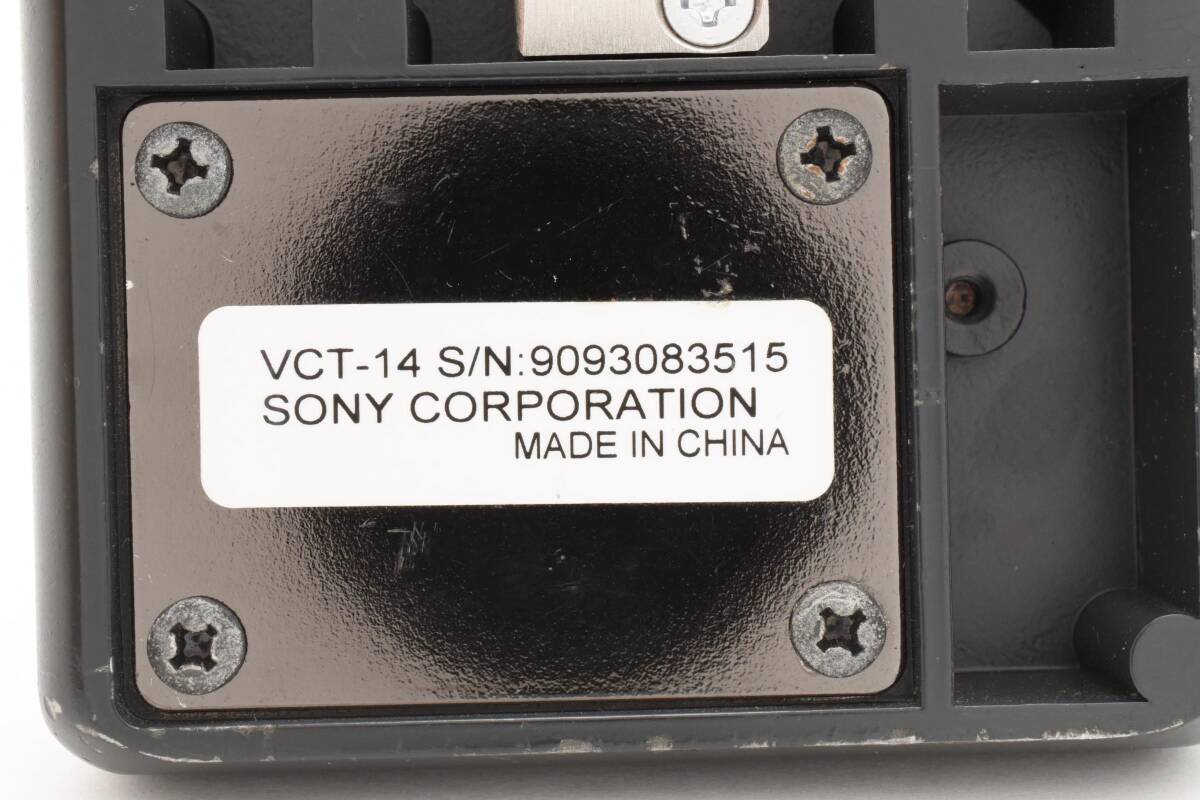 VCT-14 S/N:9093083515
SONY CORPORATION
MADE IN CHINA